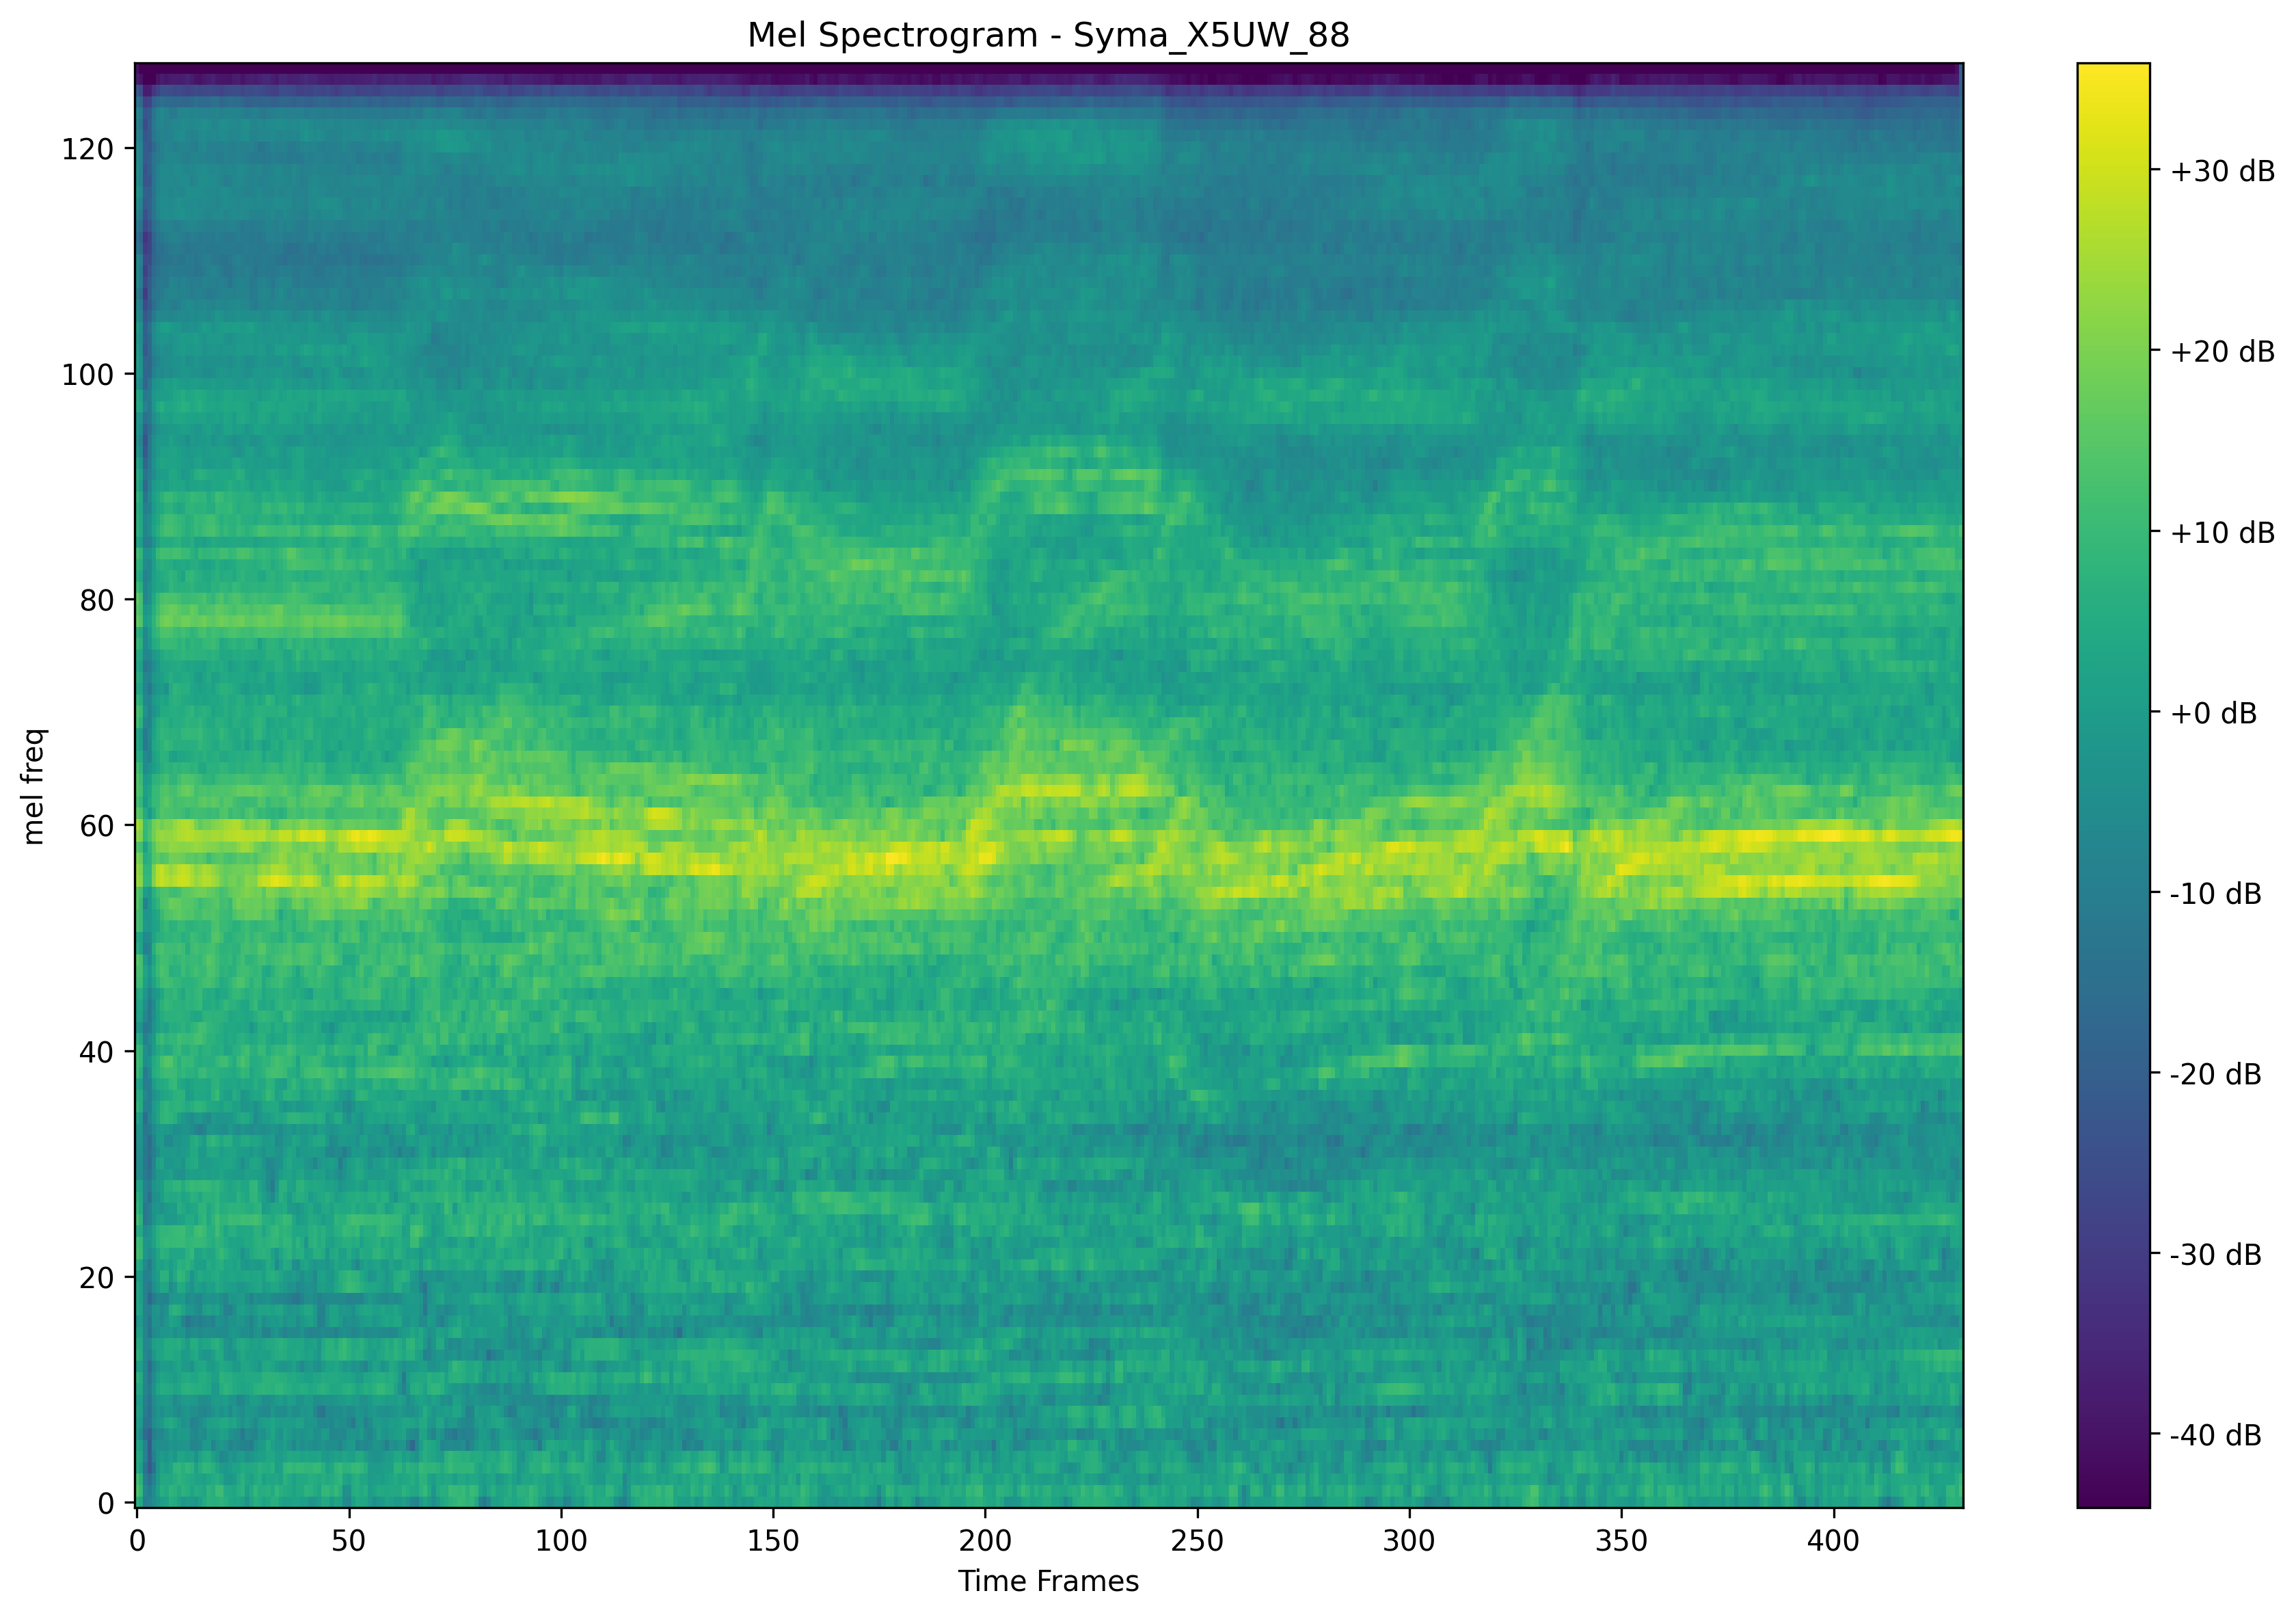 Mel Spectrogram - Syma_X5UW_88
mel freq
120
100
80
60
40
20
0
0 50 100 150 200 250 300 350 400
Time Frames
+30 dB
+20 dB
+10 dB
+0 dB
-10 dB
-20 dB
-30 dB
-40 dB